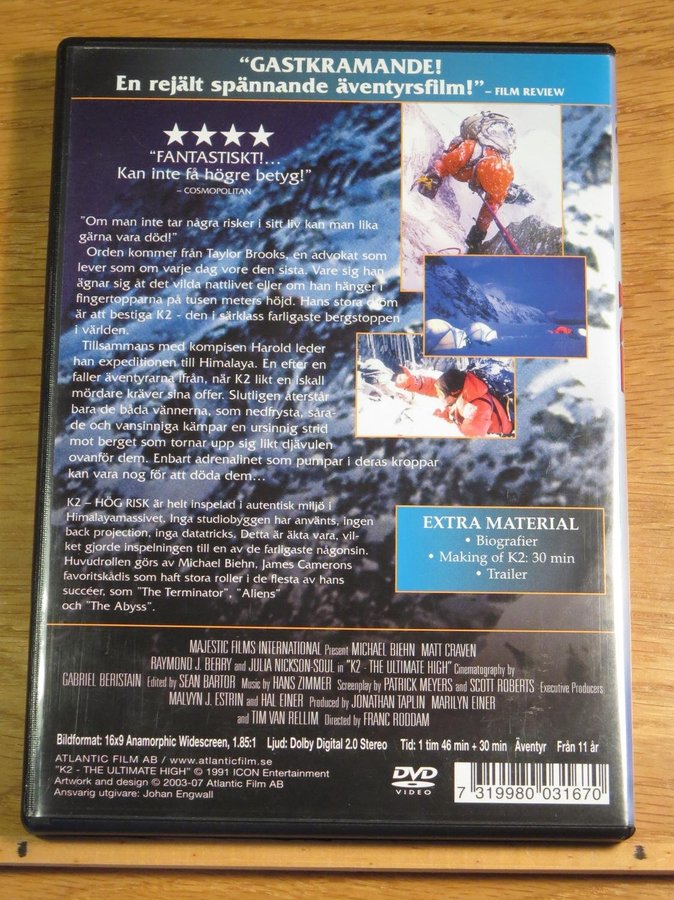 “GASTKRAMANDE!
En rejält spännande äventyrsfilm!” – FILM REVIEW
“FANTASTISKT!...
Kan inte få högre betyg!”
– COSMOPOLITAN
”Om man inte tar några risker i sitt liv kan man lika
gärna vara död!”
Orden kommer från Taylor Brooks, en advokat som
lever som om varje dag vore den sista. Vare sig han
ägnar sig åt det vilda nattlivet eller om han hänger i
fingertopparna på tusen meters höjd. Hans stora dröm
är att bestiga K2 - den i särklass farligaste bergstoppen
i världen.
Tillsammans med kompisen Harold leder
han expeditionen till Himalaya. En efter en
faller äventyrarna ifrån, när K2 likt en iskall
mördare kräver sina offer. Slutligen återstår
bara de båda vännerna, som nedfrysta, såra-
de och vansinniga kämpar en ursinnig strid
mot berget som tornar upp sig likt djävulen
ovanför dem. Enbart adrenalinet som pumpar i deras kroppar
kan vara nog för att döda dem...
K2 – HÖG RISK är helt inspelad i autentisk miljö i
Himalayamassivet. Inga studiobyggen har använts, ingen
back projection, inga datatricks. Detta är äkta vara, vil-
ket gjorde inspelningen till en av de farligaste någonsin.
Huvudrollen görs av Michael Biehn, James Camerons
favoritskådis som haft stora roller i de flesta av hans
succéer, som "The Terminator", "Aliens"
och "The Abyss".
EXTRA MATERIAL
• Biografier
• Making of K2: 30 min
• Trailer
MAJESTIC FILMS INTERNATIONAL Present MICHAEL BIEHN MATT CRAVEN
RAYMOND J. BERRY and JULIA NICKSON-SOUL in "K2 - THE ULTIMATE HIGH" Cinematography by
GABRIEL BERISTAIN Edited by SEAN BARTOR Music by HANS ZIMMER Screenplay by PATRICK MEYERS and SCOTT ROBERTS Executive Producers
MALVYN J. ESTRIN and HAL EINER Produced by JONATHAN TAPLIN MARILYN EINER
and TIM VAN RELLIM Directed by FRANC RODDAM
Bildformat: 16x9 Anamorphic Widescreen, 1.85:1 Ljud: Dolby Digital 2.0 Stereo Tid: 1 tim 46 min + 30 min Äventyr Från 11 år
ATLANTIC FILM AB / www.atlanticfilm.se
"K2 - THE ULTIMATE HIGH" © 1991 ICON Entertainment
Artwork and design © 2003-07 Atlantic Film AB
Ansvarig utgivare: Johan Engwall
DVD
VIDEO
7 319980 031670